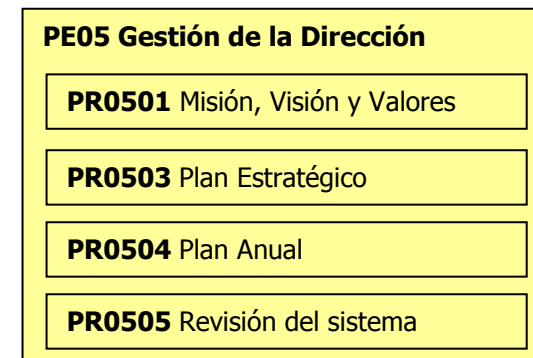 PE05 Gestión de la Dirección
PR0501 Misión, Visión y Valores
PR0503 Plan Estratégico
PR0504 Plan Anual
PR0505 Revisión del sistema